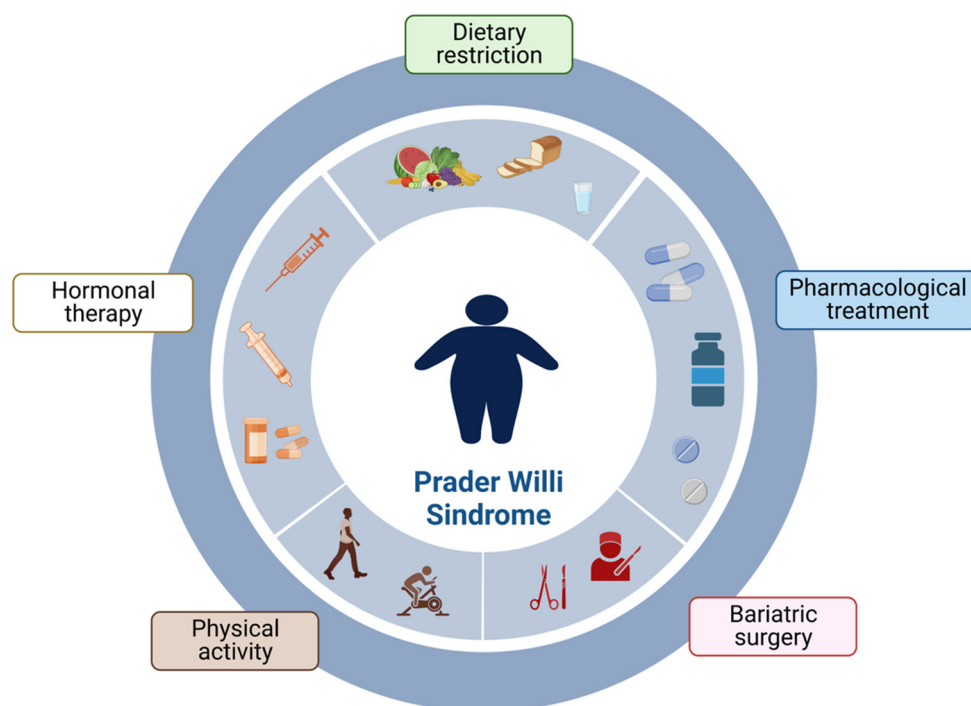 Dietary
restriction
Hormonal
therapy
Pharmacological
treatment
Prader Willi
Sindrome
Physical
activity
Bariatric
surgery